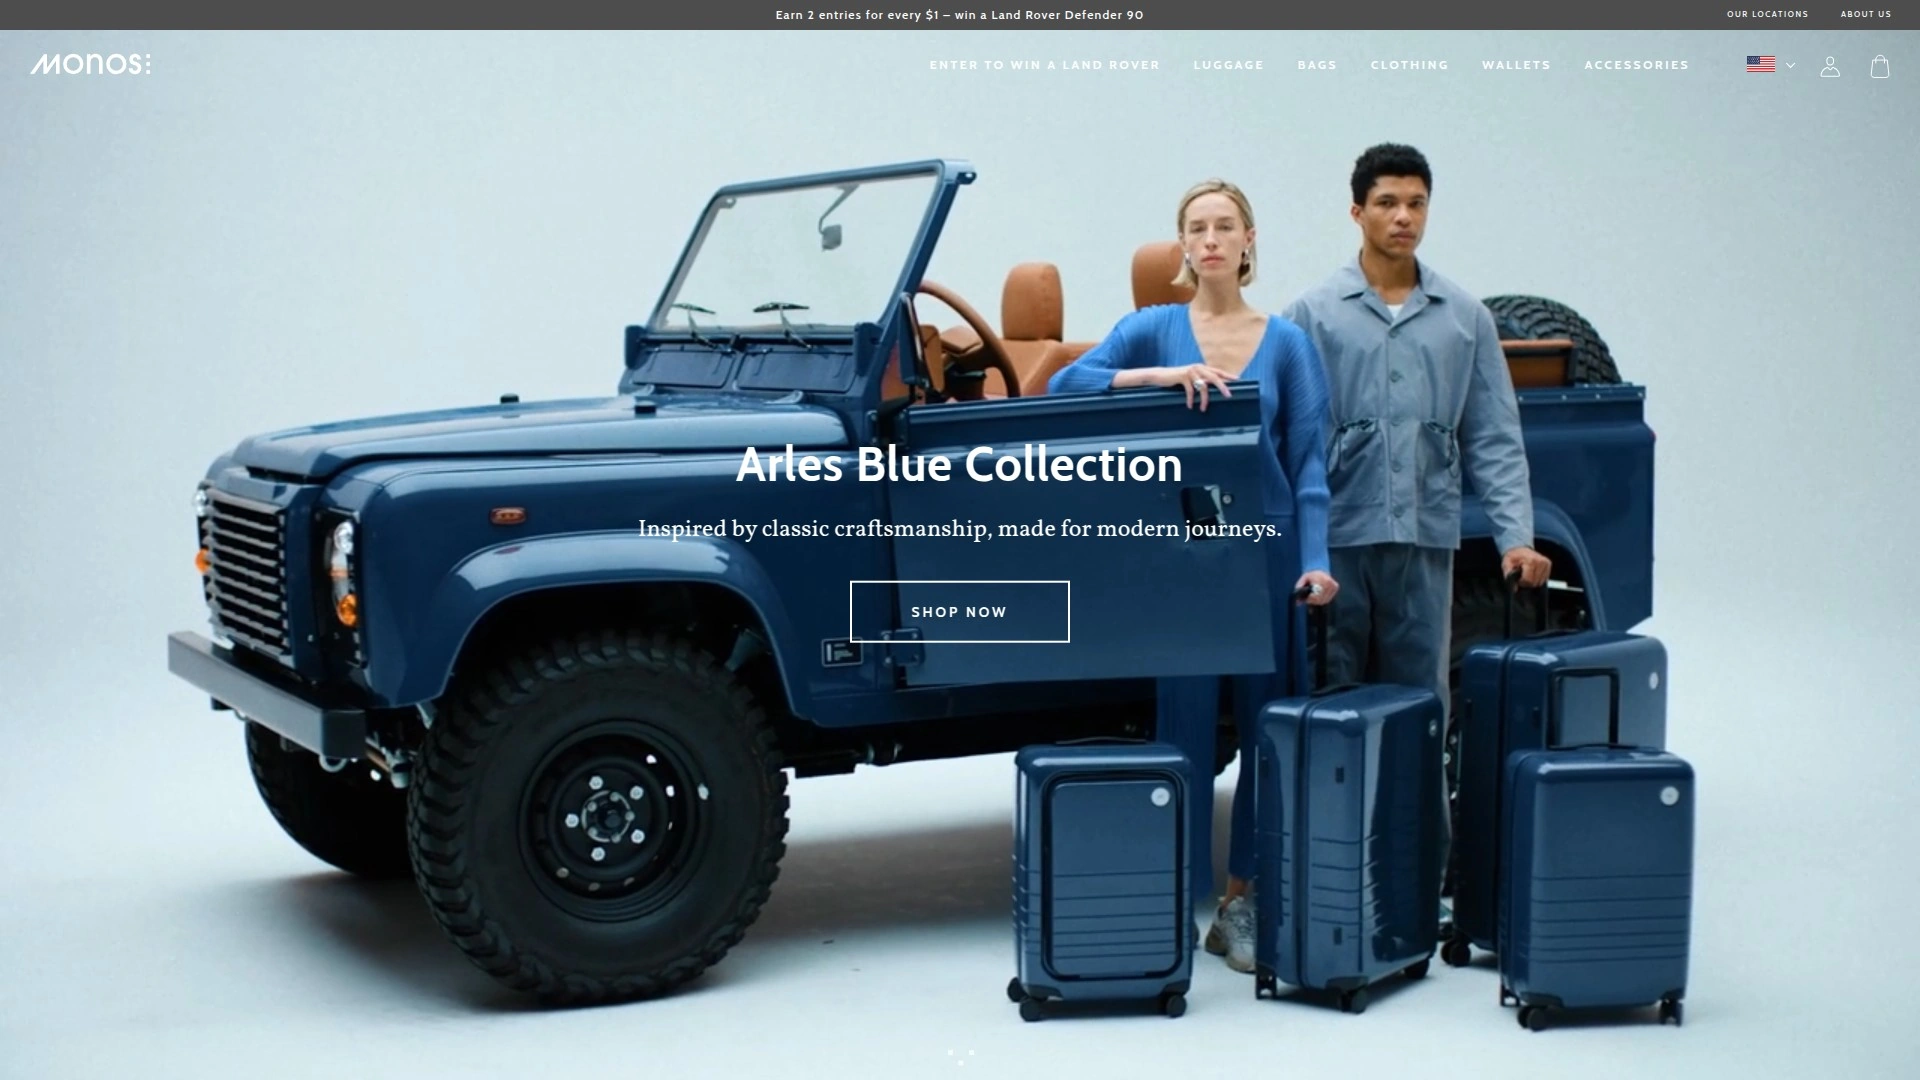 Earn 2 entries for every $1 – win a Land Rover Defender 90
OUR LOCATIONS
ABOUT US
MONOS
ENTER TO WIN A LAND ROVER
LUGGAGE
BAGS
CLOTHING
WALLETS
ACCESSORIES
Arles Blue Collection
Inspired by classic craftsmanship, made for modern journeys.
SHOP NOW